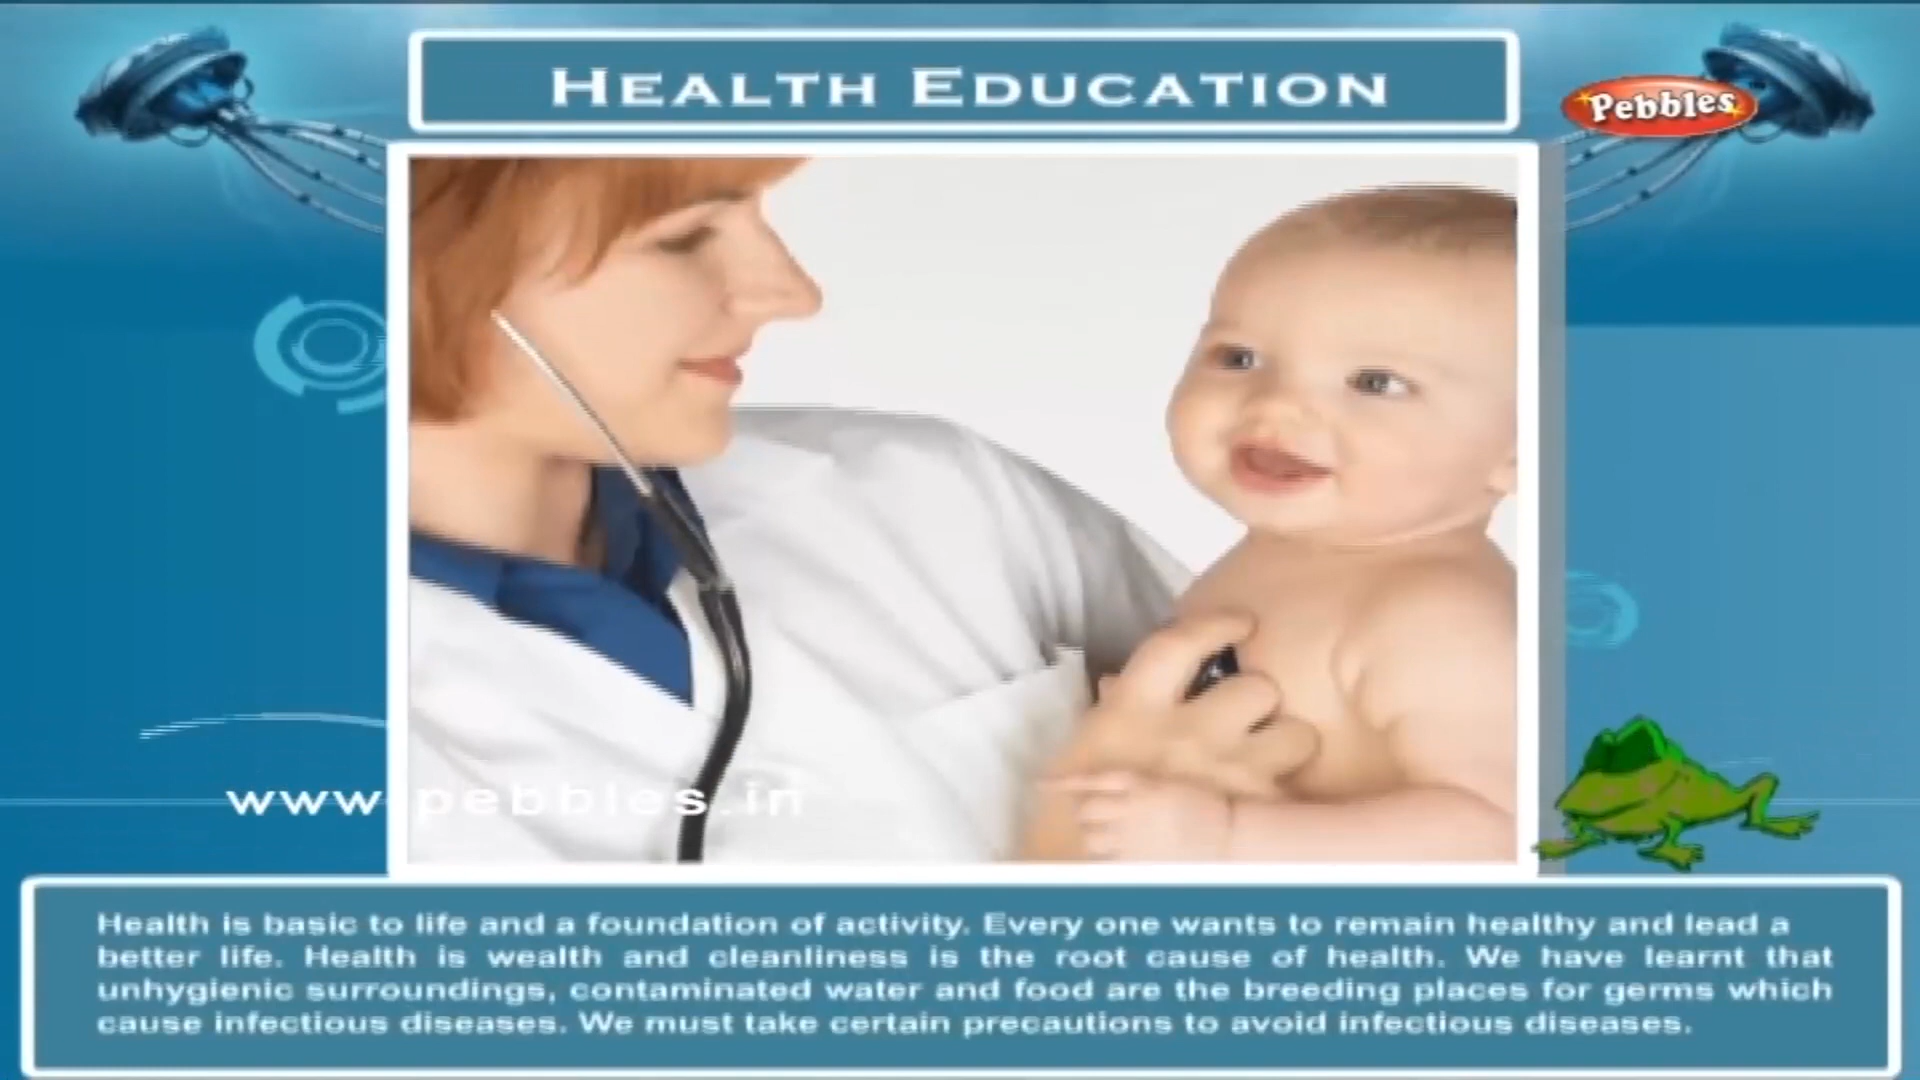 HEALTH EDUCATION
Pebbles
www.pebbles.in
Health is basic to life and a foundation of activity. Every one wants to remain healthy and lead a
better life. Health is wealth and cleanliness is the root cause of health. We have learnt that
unhygienic surroundings, contaminated water and food are the breeding places for germs which
cause infectious diseases. We must take certain precautions to avoid infectious diseases.